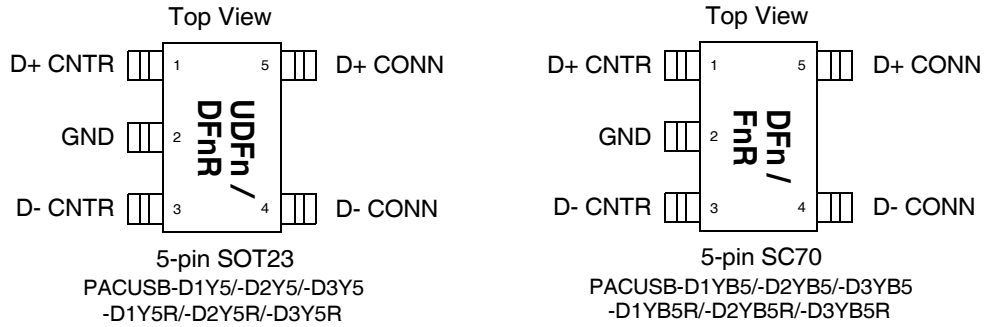 Top View
D+ CNTR 1 5 D+ CONN
GND 2
D- CNTR 3 4 D- CONN
UDFn /
DFnR
5-pin SOT23
PACUSB-D1Y5/-D2Y5/-D3Y5
-D1Y5R/-D2Y5R/-D3Y5R
Top View
D+ CNTR 1 5 D+ CONN
GND 2
D- CNTR 3 4 D- CONN
DFn /
FnR
5-pin SC70
PACUSB-D1YB5/-D2YB5/-D3YB5
-D1YB5R/-D2YB5R/-D3YB5R